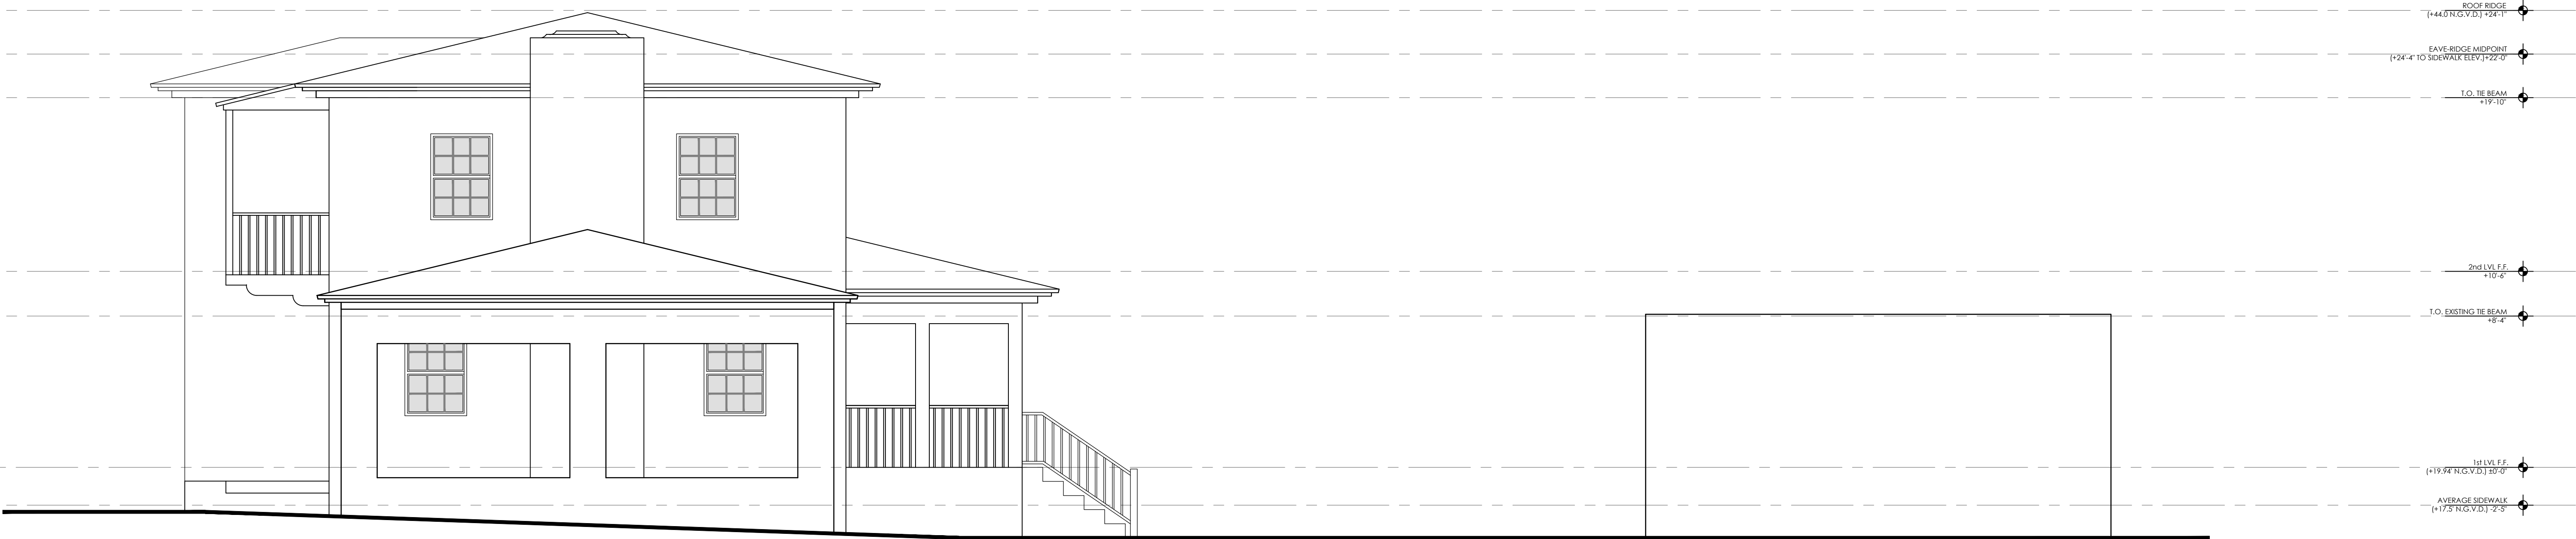 ROOF RIDGE
(+44.0 N.G.V.D.) +24'-1"
EAVE-RIDGE MIDPOINT
(+24'-4" TO SIDEWALK ELEV.)+22'-0"
T.O. TIE BEAM
+19'-10"
2nd LVL F.F.
+10'-6"
T.O. EXISTING TIE BEAM
+8'-4"
1st LVL F.F.
(+19.94' N.G.V.D.) ±0'-0"
AVERAGE SIDEWALK
(+17.5' N.G.V.D.) -2'-5"